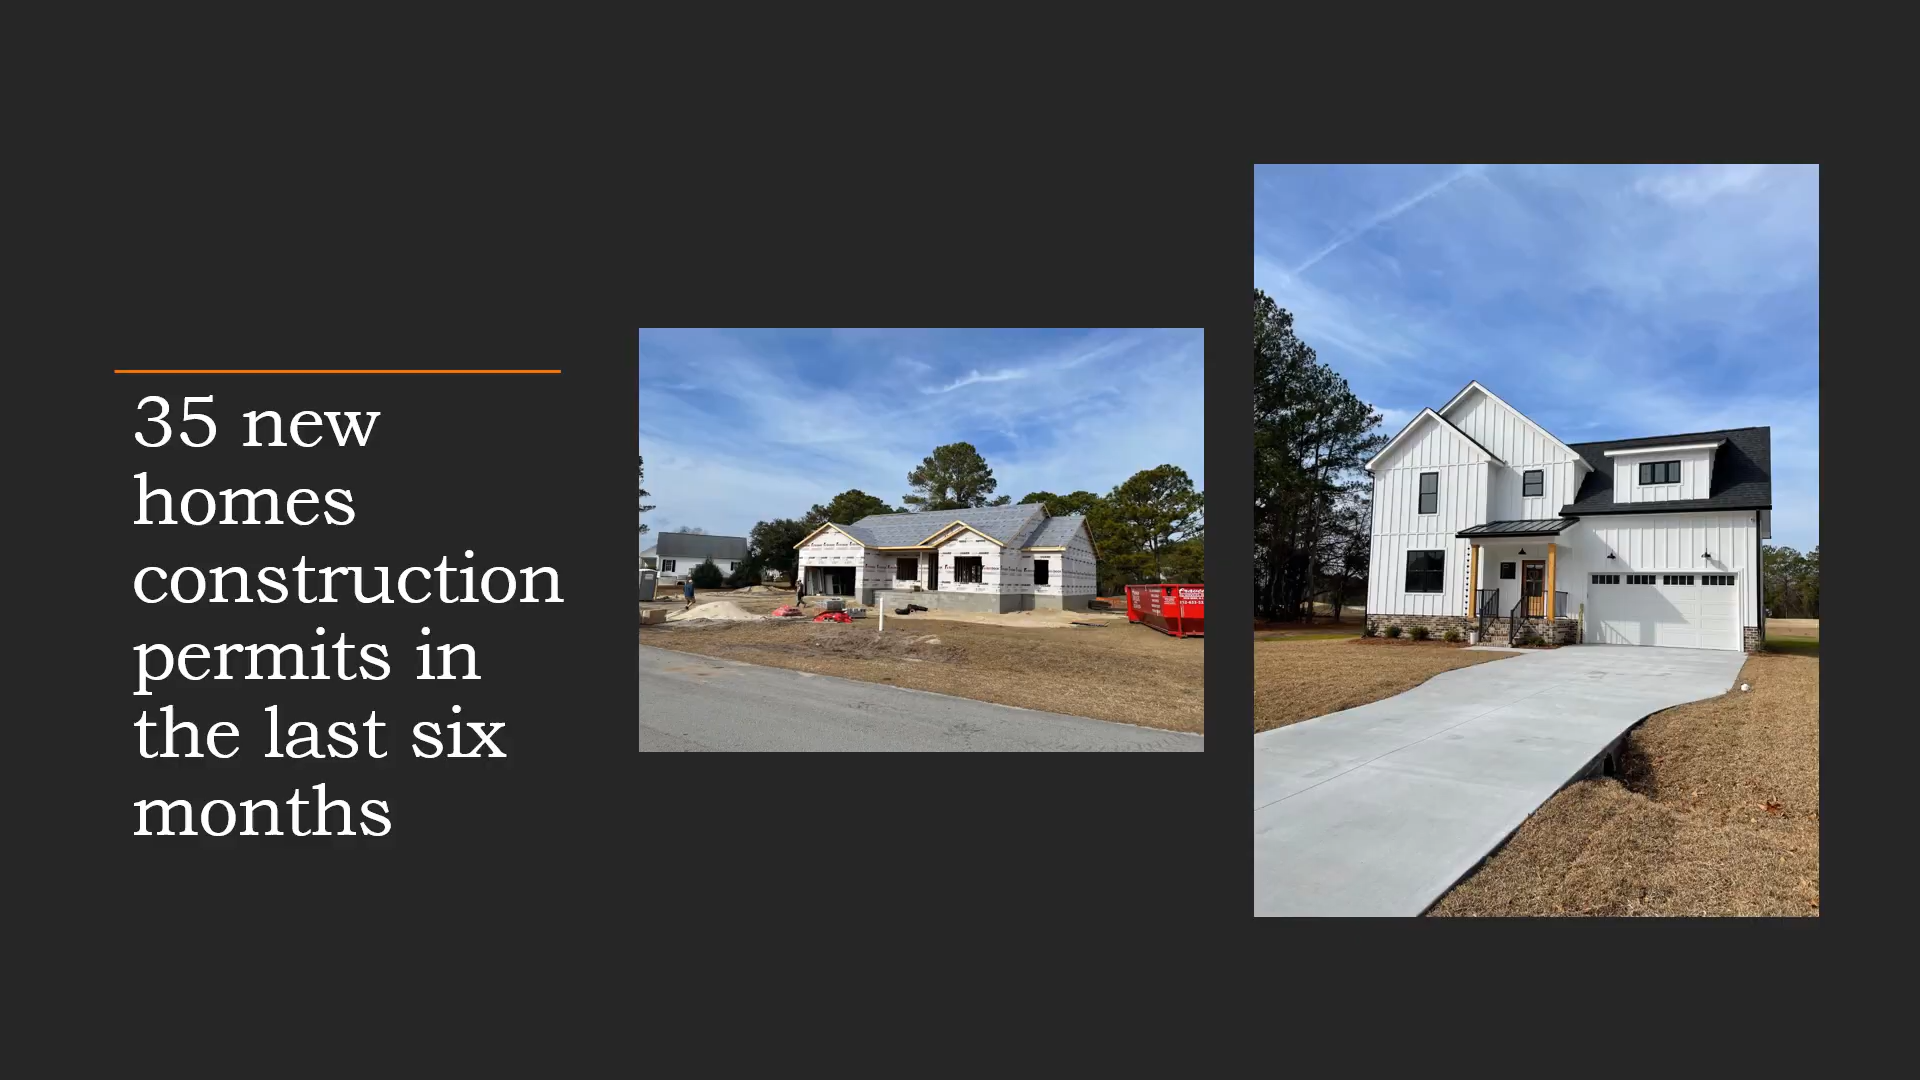 35 new
homes
construction
permits in
the last six
months